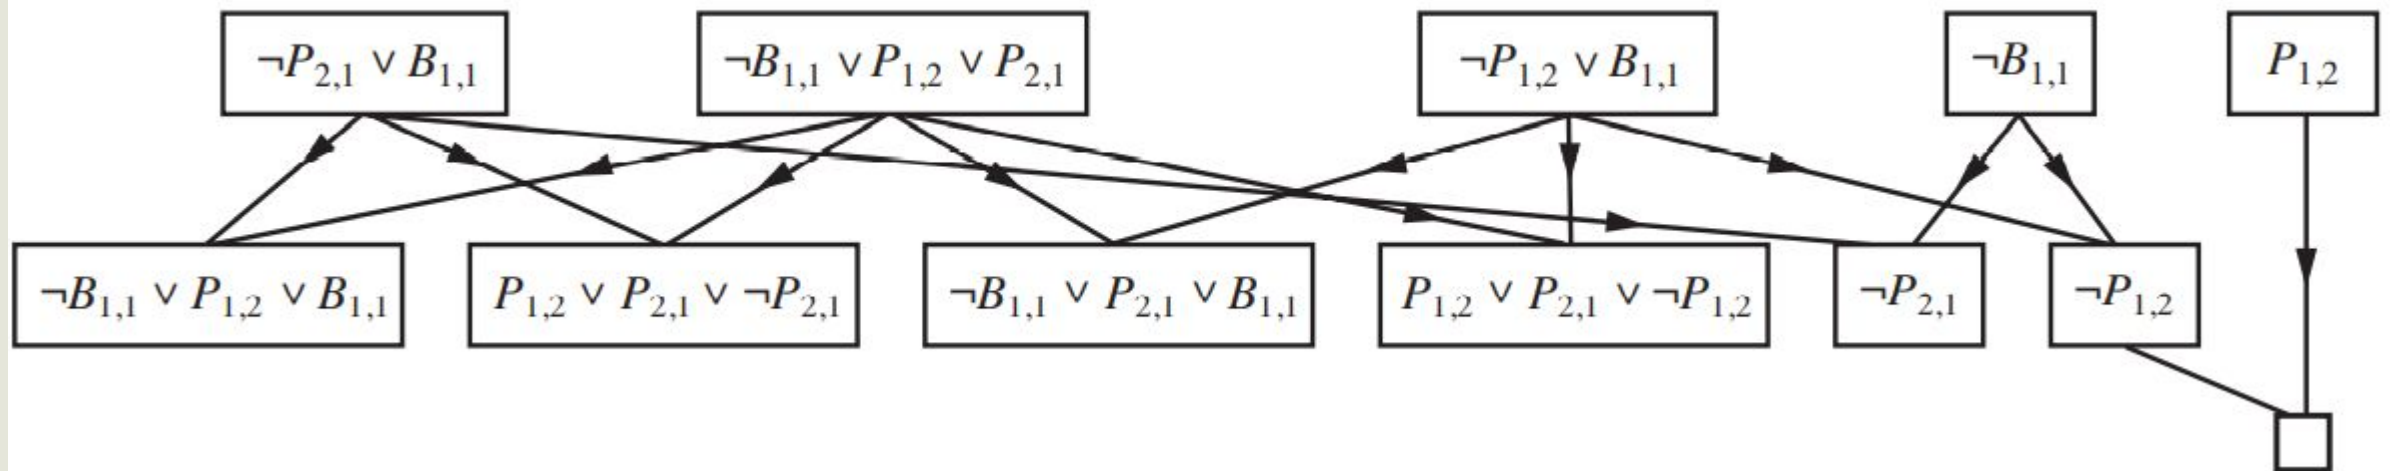 ¬P₂,₁ ∨ B₁,₁ ¬B₁,₁ ∨ P₁,₂ ∨ P₂,₁ ¬P₁,₂ ∨ B₁,₁ ¬B₁,₁ P₁,₂
¬B₁,₁ ∨ P₁,₂ ∨ B₁,₁ P₁,₂ ∨ P₂,₁ ∨ ¬P₂,₁ ¬B₁,₁ ∨ P₂,₁ ∨ B₁,₁ P₁,₂ ∨ P₂,₁ ∨ ¬P₁,₂ ¬P₂,₁ ¬P₁,₂